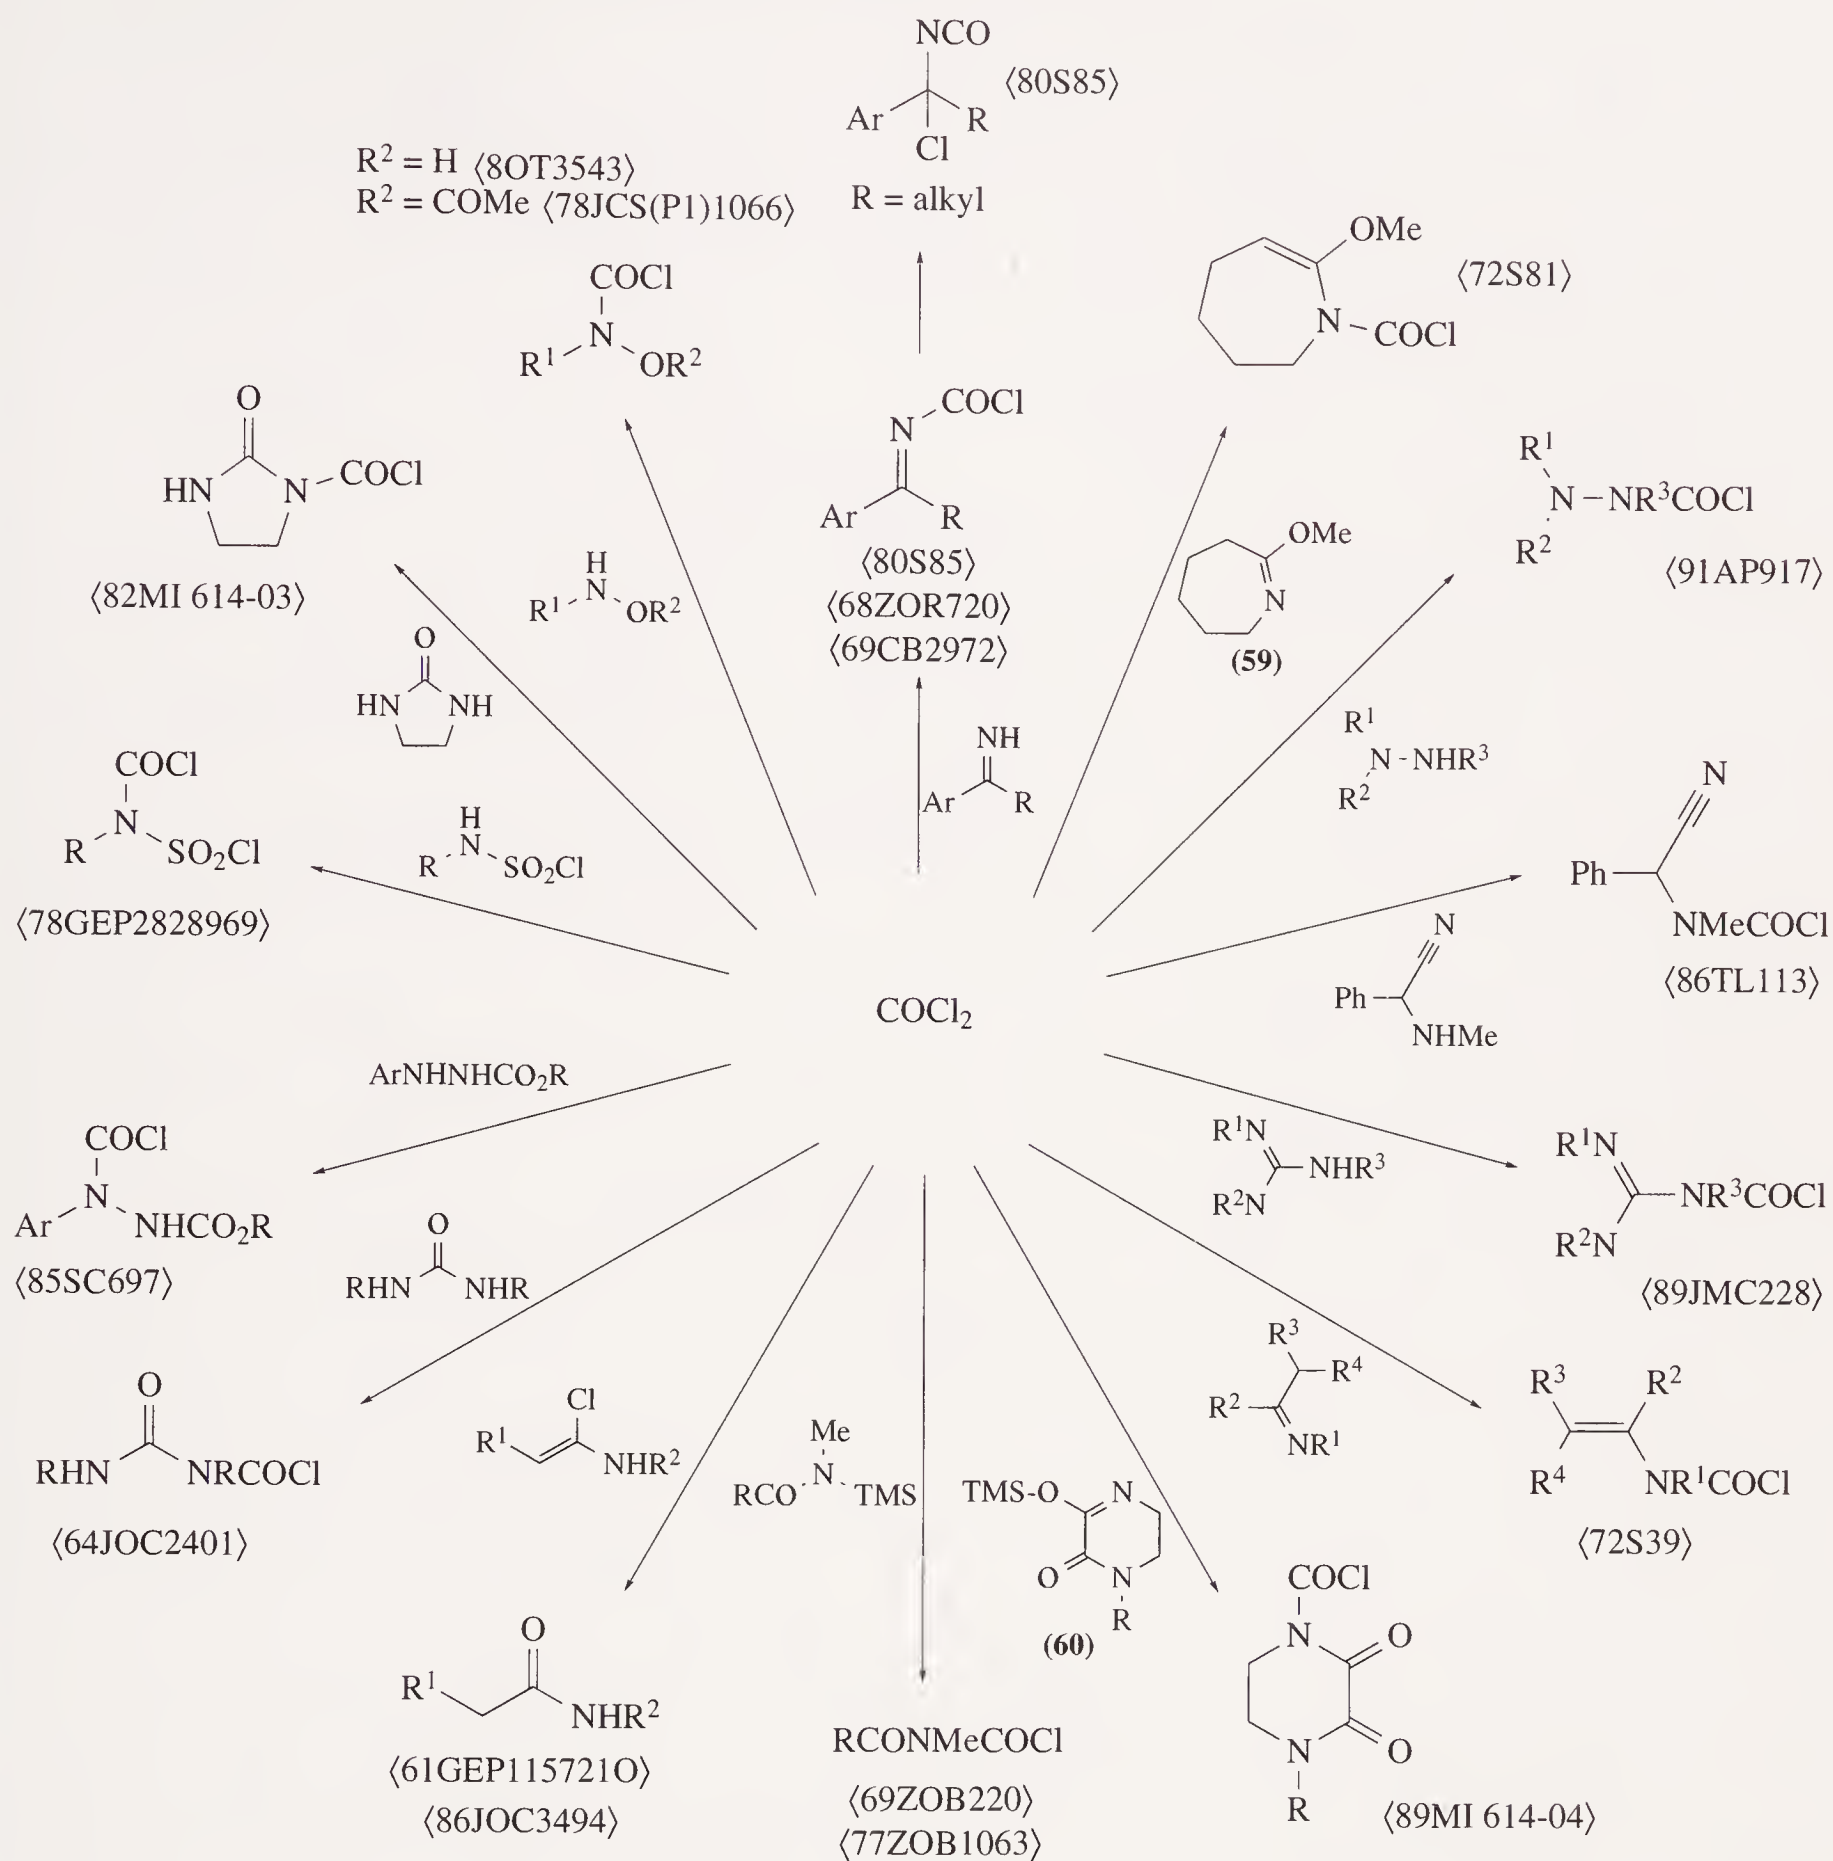 NCO
⟨80S85⟩
Ar
R
Cl
R = alkyl
R² = H ⟨8OT3543⟩
R² = COMe ⟨78JCS(P1)1066⟩
COCl
N
R¹
OR²
OMe
⟨72S81⟩
N
COCl
O
HN
N
COCl
⟨82MI 614-03⟩
COCl
N
Ar
R
⟨80S85⟩
⟨68ZOR720⟩
⟨69CB2972⟩
R¹
N
NR³COCl
R²
⟨91AP917⟩
H
R¹
N
OR²
OMe
N
(59)
O
HN
NH
NH
Ar
R
R¹
N
NHR³
R²
COCl
N
R
SO₂Cl
⟨78GEP2828969⟩
H
N
R
SO₂Cl
N
Ph
NMeCOCl
⟨86TL113⟩
N
Ph
NHMe
COCl₂
ArNHNHCO₂R
COCl
N
Ar
NHCO₂R
⟨85SC697⟩
R¹N
NHR³
R²N
R¹N
NR³COCl
R²N
⟨89JMC228⟩
O
RHN
NHR
O
RHN
NRCOCl
⟨64JOC2401⟩
Cl
R¹
NHR²
Me
N
RCO
TMS
TMS-O
N
O
N
R
(60)
R³
R⁴
R²
NR¹
R³
R²
R⁴
NR¹COCl
⟨72S39⟩
O
R¹
NHR²
⟨61GEP115721O⟩
⟨86JOC3494⟩
RCONMeCOCl
⟨69ZOB220⟩
⟨77ZOB1063⟩
COCl
N
O
O
N
R
⟨89MI 614-04⟩